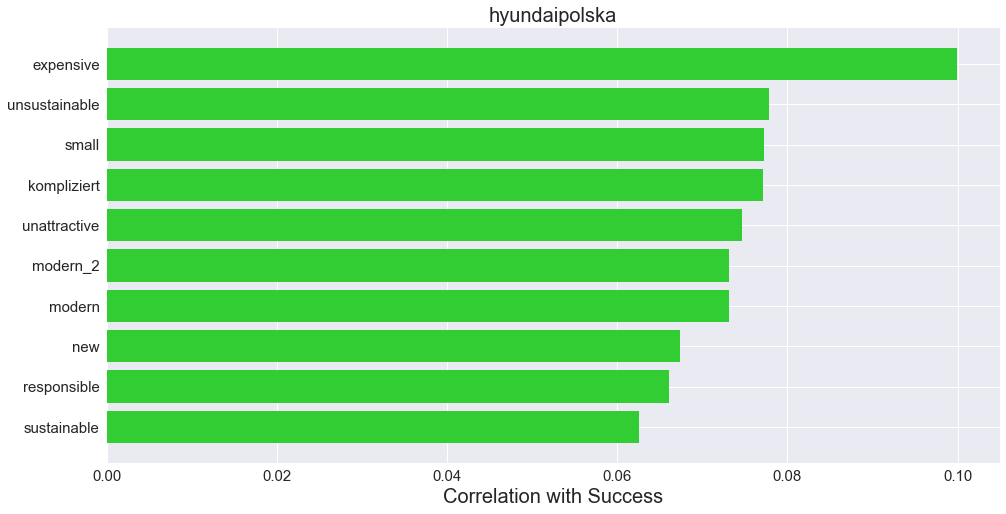 hyundaipolska
expensive
unsustainable
small
kompliziert
unattractive
modern_2
modern
new
responsible
sustainable
0.00 0.02 0.04 0.06 0.08 0.10
Correlation with Success